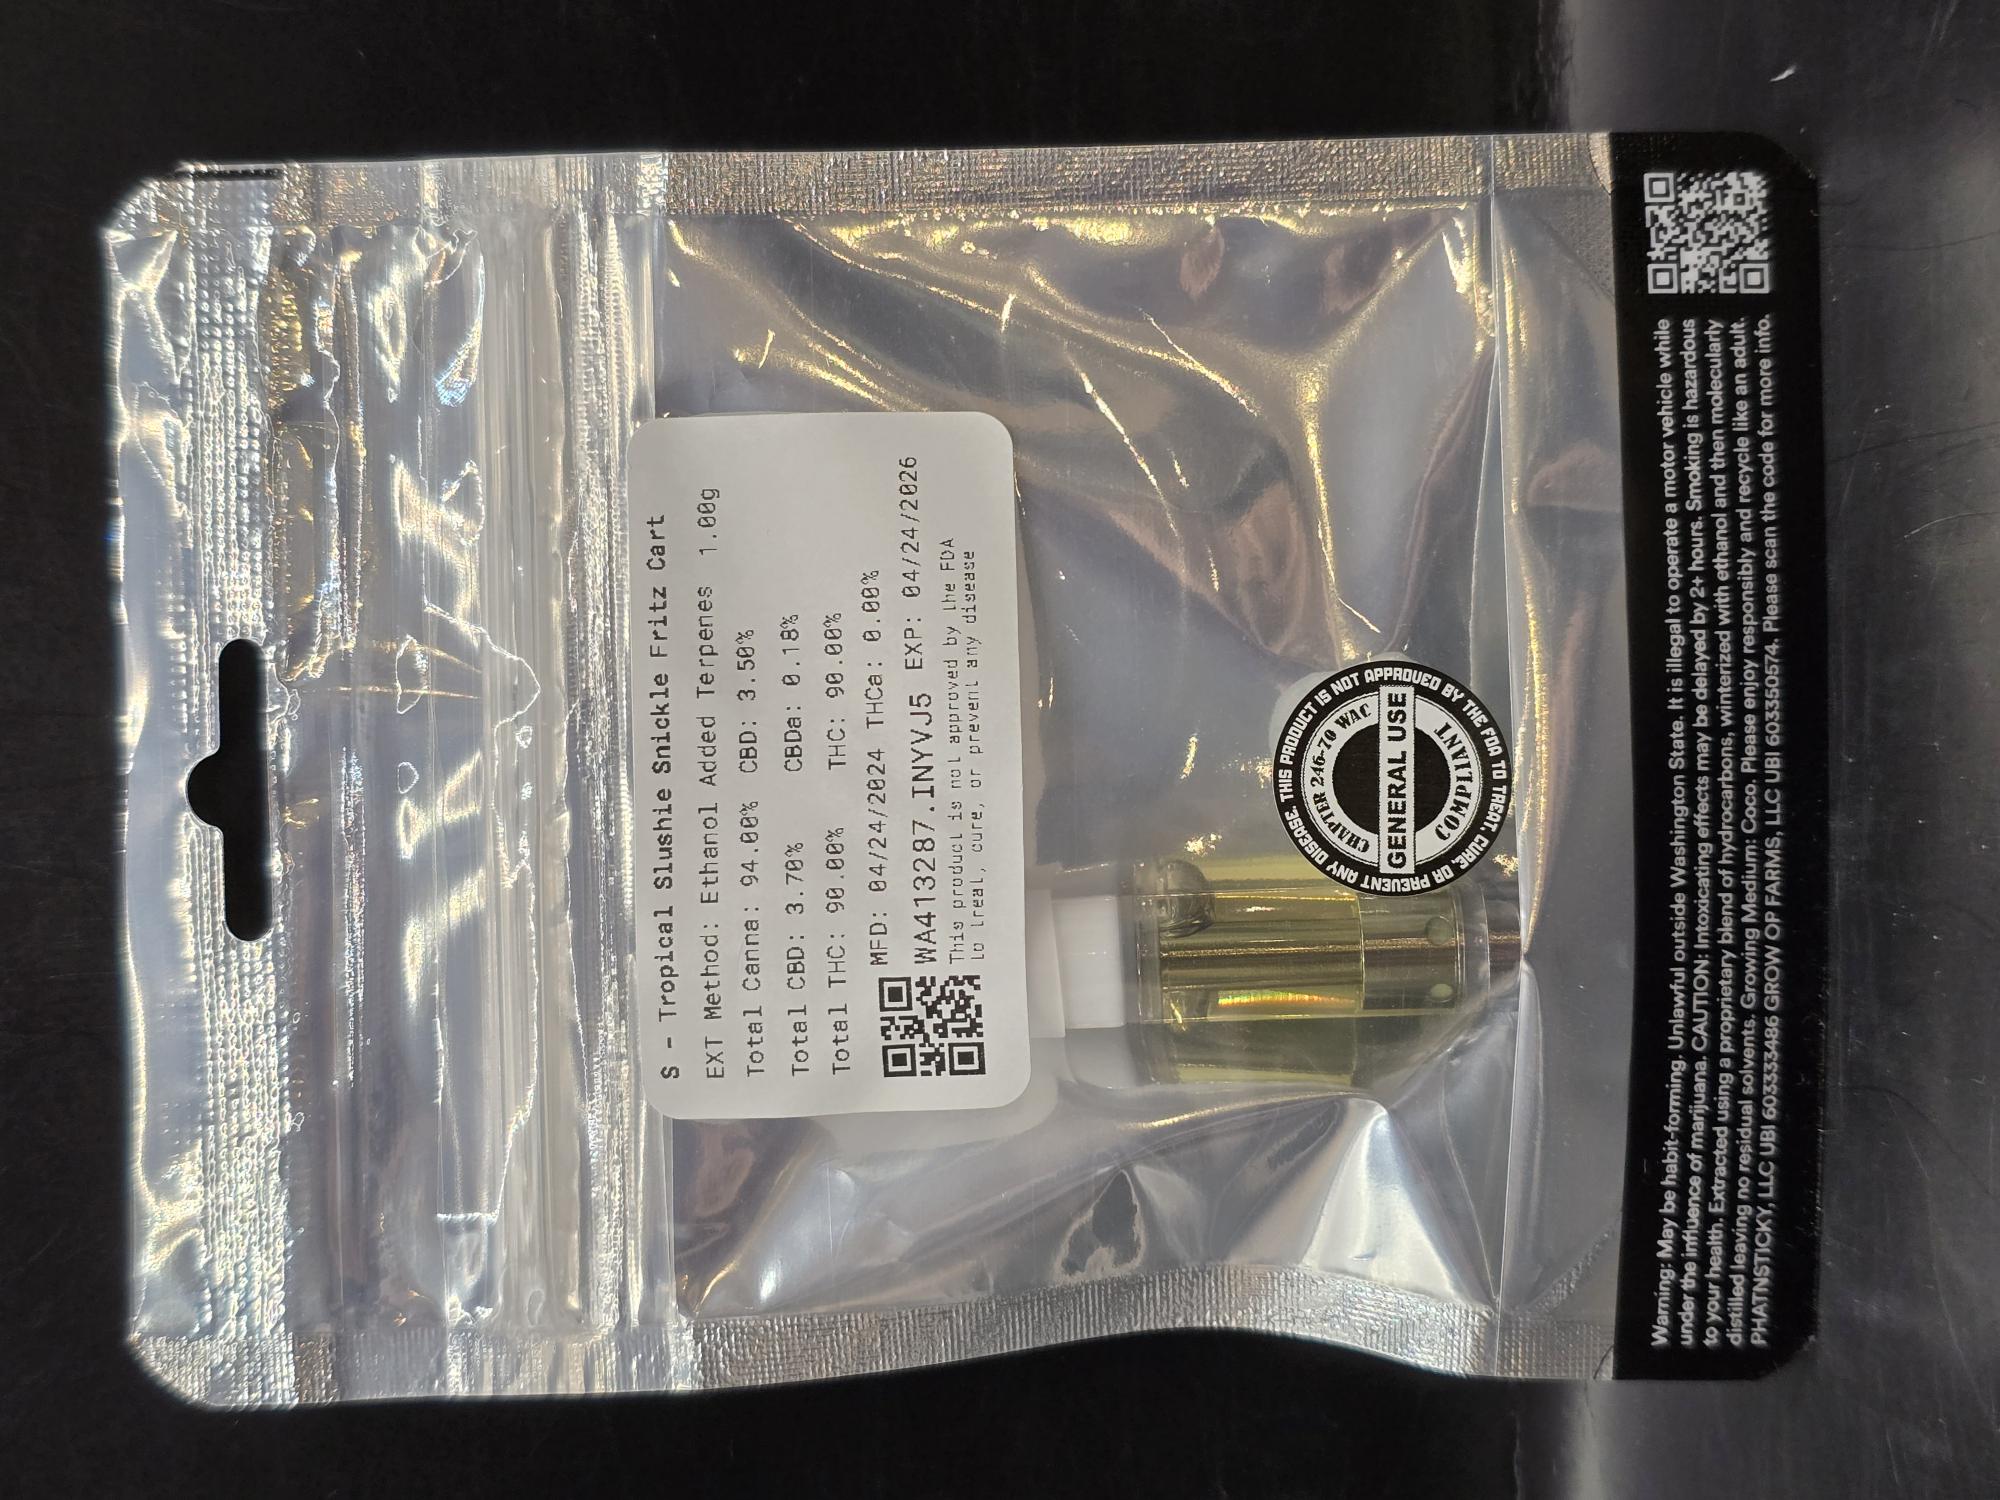 S - Tropical Slushie Snickle Fritz Cart
EXT Method: Ethanol Added Terpenes 1.00g
Total Canna: 94.00% CBD: 3.50%
Total CBD: 3.70% CBDa: 0.18%
Total THC: 90.00% THC: 90.00%
MFD: 04/24/2024 THCa: 0.00%
WA413287.INYVJ5 EXP: 04/24/2026
This product is not approved by the FDA
to treat, cure, or prevent any disease
THIS PRODUCT IS NOT APPROVED BY THE FDA TO TREAT, CURE, OR PREVENT ANY DISEASE.
CHAPTER 246-70 WAC
GENERAL USE
COMPLIANT
Warning: May be habit-forming. Unlawful outside Washington State. It is illegal to operate a motor vehicle while
under the influence of marijuana. CAUTION: Intoxicating effects may be delayed by 2+ hours. Smoking is hazardous
to your health. Extracted using a proprietary blend of hydrocarbons, winterized with ethanol and then molecularly
distilled leaving no residual solvents. Growing Medium: Coco. Please enjoy responsibly and recycle like an adult.
PHATNSTICKY, LLC UBI 603333486 GROW OP FARMS, LLC UBI 603350574. Please scan the code for more info.